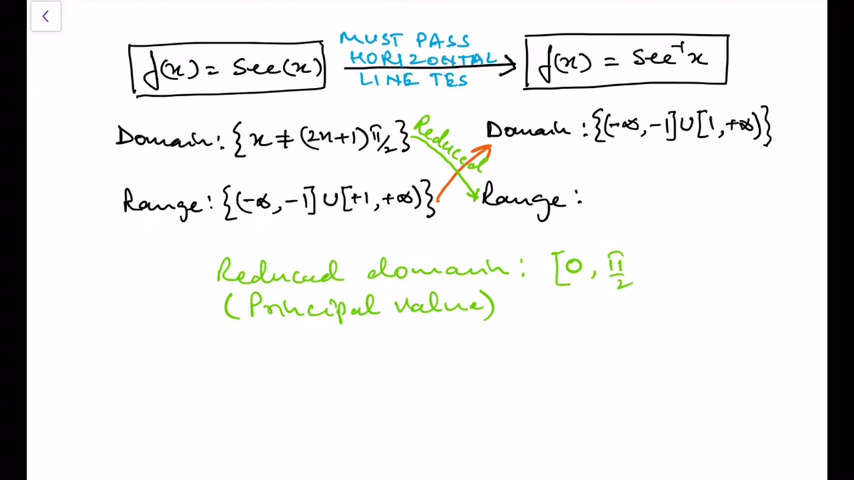 f(x) = Sec(x)
MUST PASS
HORIZONTAL
LINE TES
f(x) = Sec⁻¹x
Domain: {x ≠ (2n+1)π/2}
Reduced
Domain: {(-∞, -1] ∪ [1, +∞)}
Range: {(-∞, -1] ∪ [+1, +∞)}
Range:
Reduced domain: [0, π/2
(Principal value)